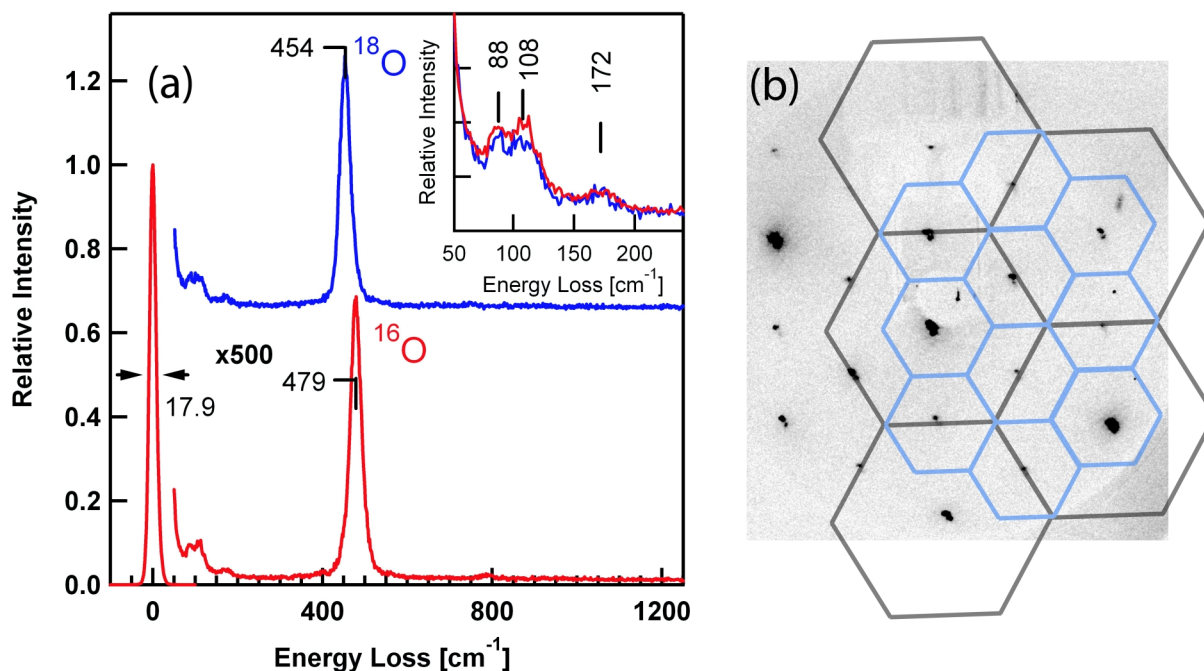 (a)
454
18O
479
16O
x500
17.9
Relative Intensity
1.2
1.0
0.8
0.6
0.4
0.2
0.0
0
400
800
1200
Energy Loss [cm-1]
88
108
172
Relative Intensity
50
100
150
200
Energy Loss [cm-1]
(b)